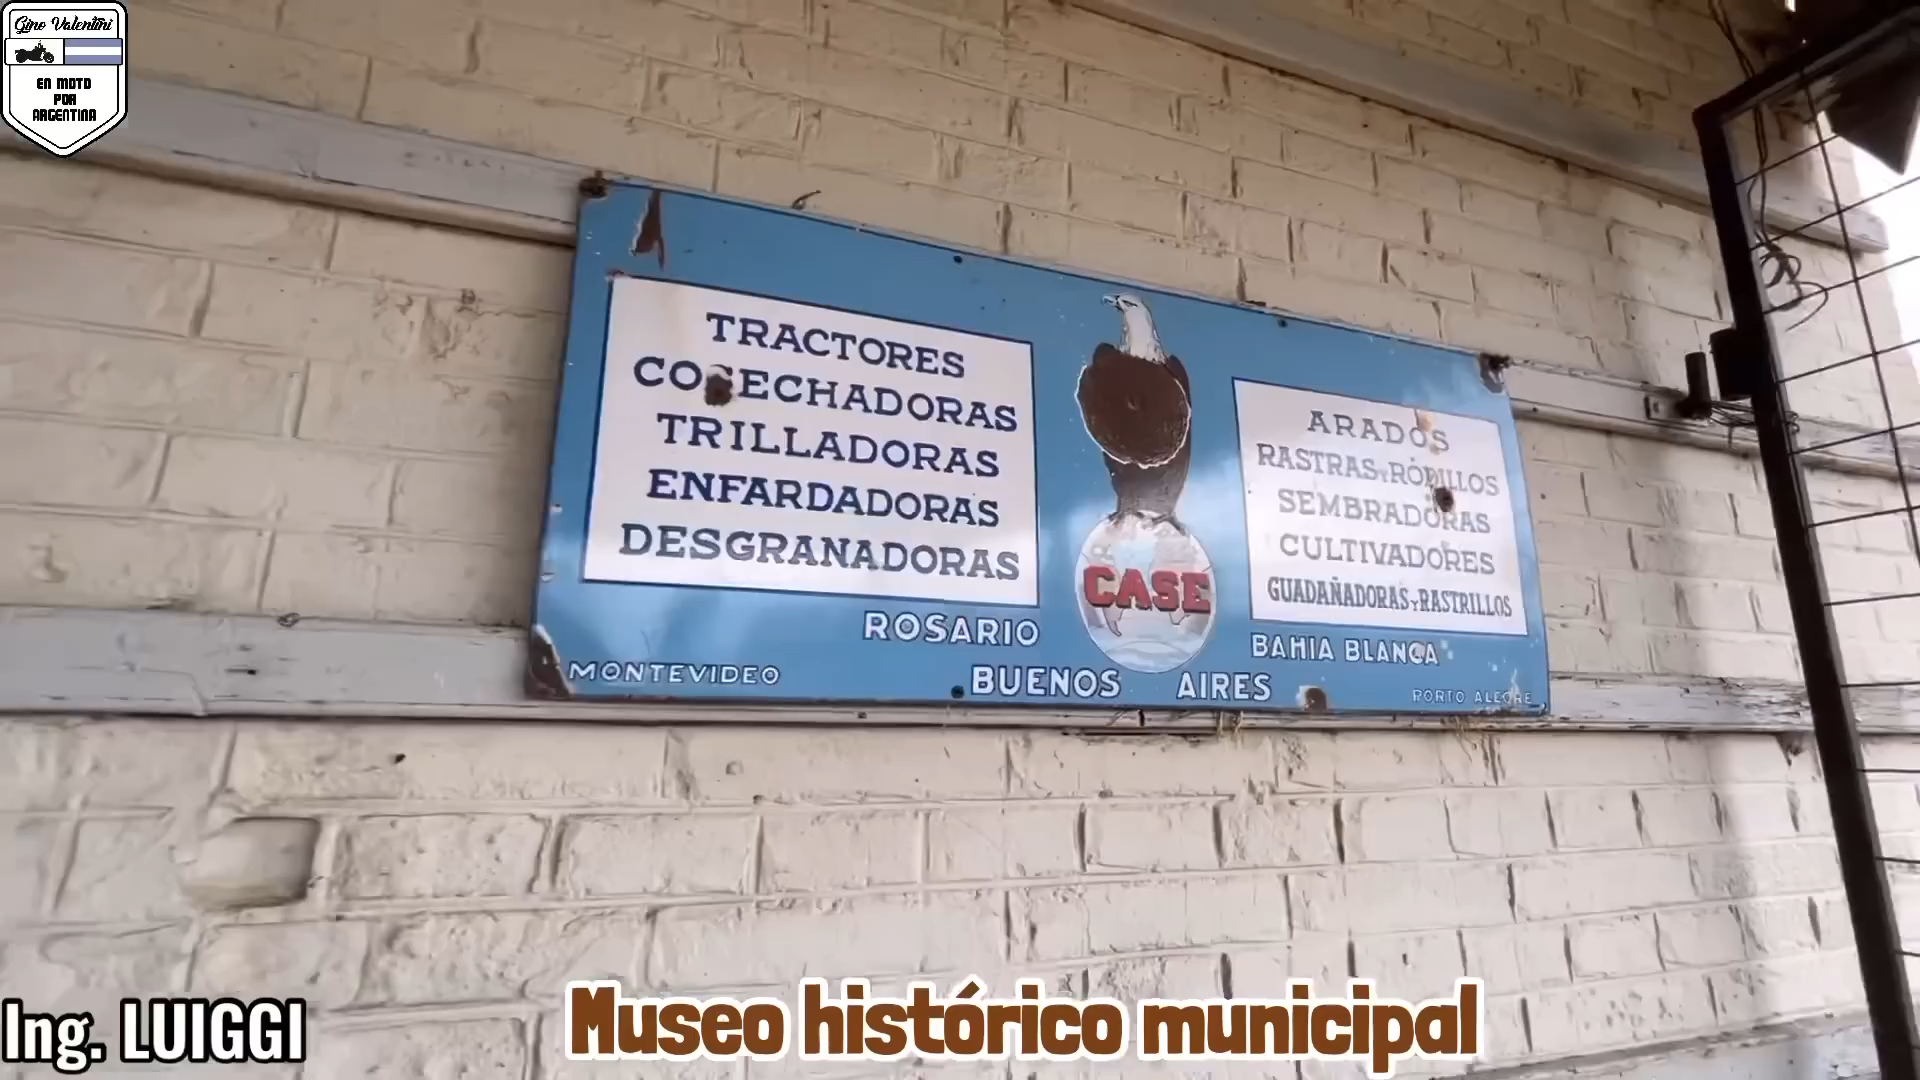 Gino Valentini
EN MOTO
POR
ARGENTINA
TRACTORES
COSECHADORAS
TRILLADORAS
ENFARDADORAS
DESGRANADORAS
CASE
ARADOS
RASTRAS Y RODILLOS
SEMBRADORAS
CULTIVADORES
GUADAÑADORAS Y RASTRILLOS
ROSARIO
BAHIA BLANCA
MONTEVIDEO
BUENOS AIRES
PORTO ALEGRE
Ing. LUIGGI
Museo histórico municipal